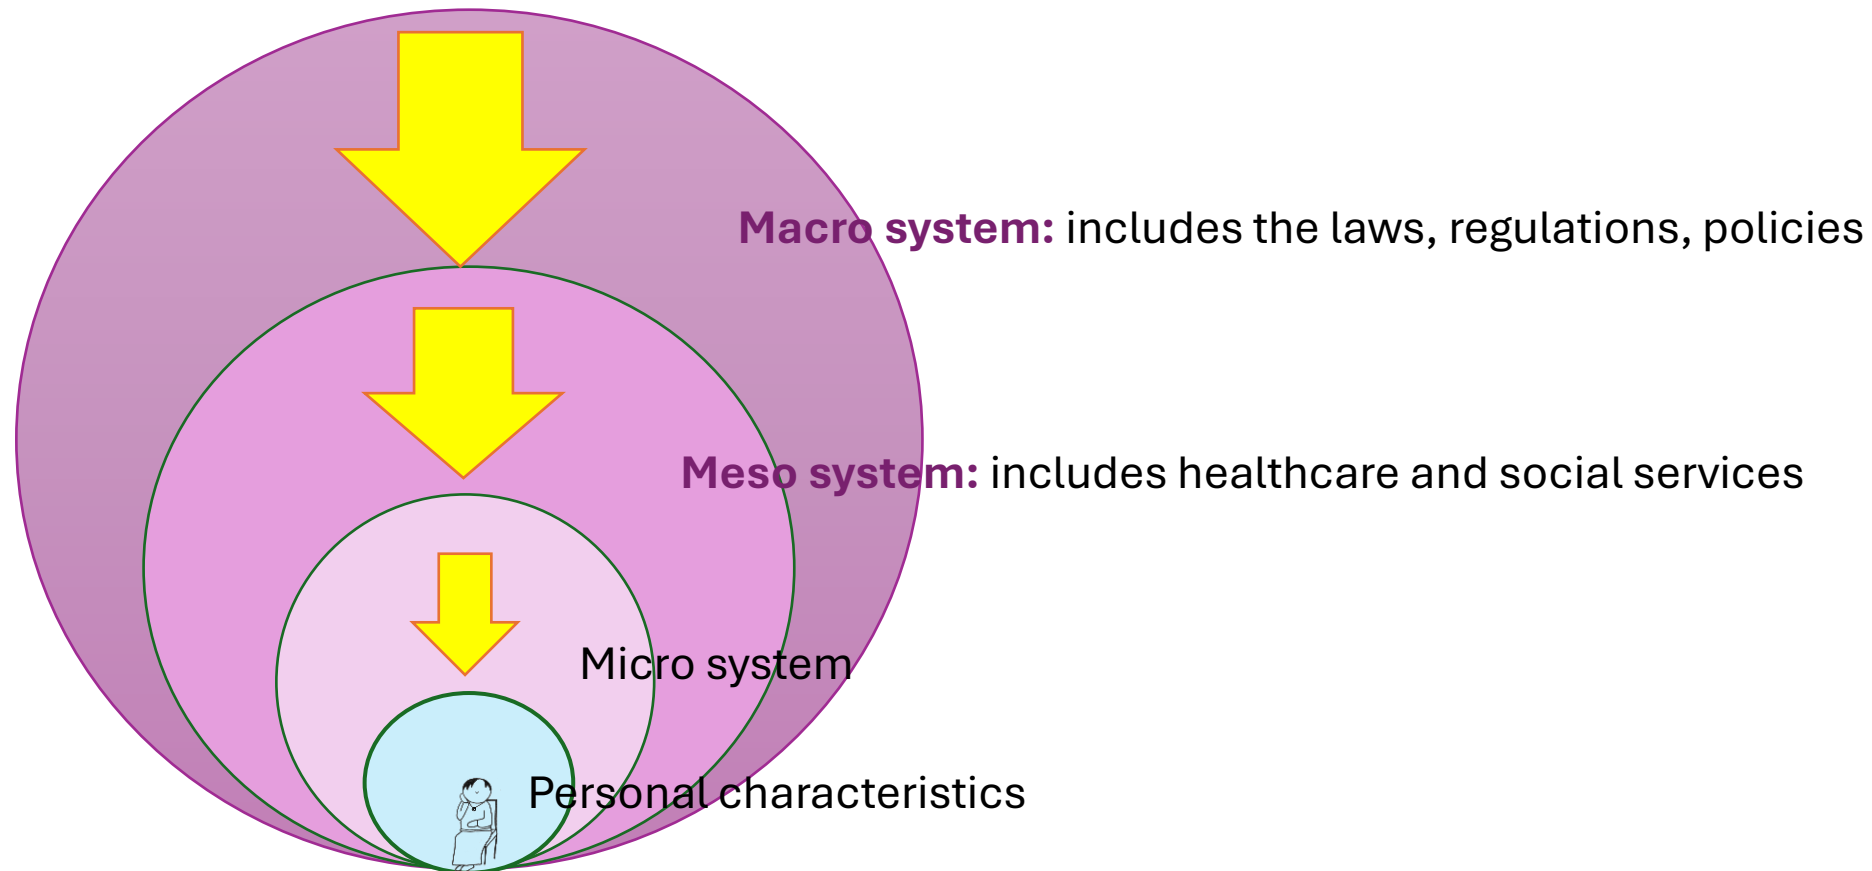 Macro system: includes the laws, regulations, policies
Meso system: includes healthcare and social services
Micro system
Personal characteristics